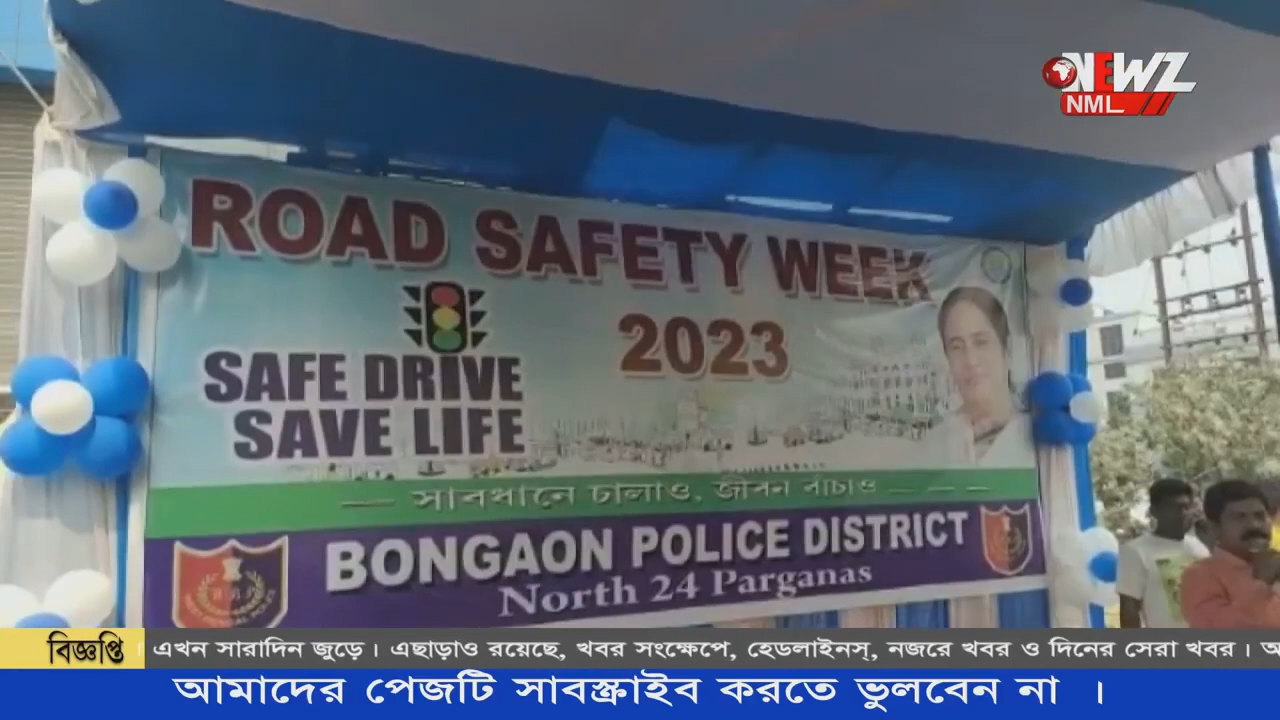 NEWZ
NML
ROAD SAFETY WEEK
2023
SAFE DRIVE
SAVE LIFE
সাবধানে চালাও, জীবন বাঁচাও
BONGAON POLICE DISTRICT
North 24 Parganas
বিজ্ঞপ্তি
এখন সারাদিন জুড়ে। এছাড়াও রয়েছে, খবর সংক্ষেপে, হেডলাইনস্, নজরে খবর ও দিনের সেরা খবর।
আমাদের পেজটি সাবস্ক্রাইব করতে ভুলবেন না ।